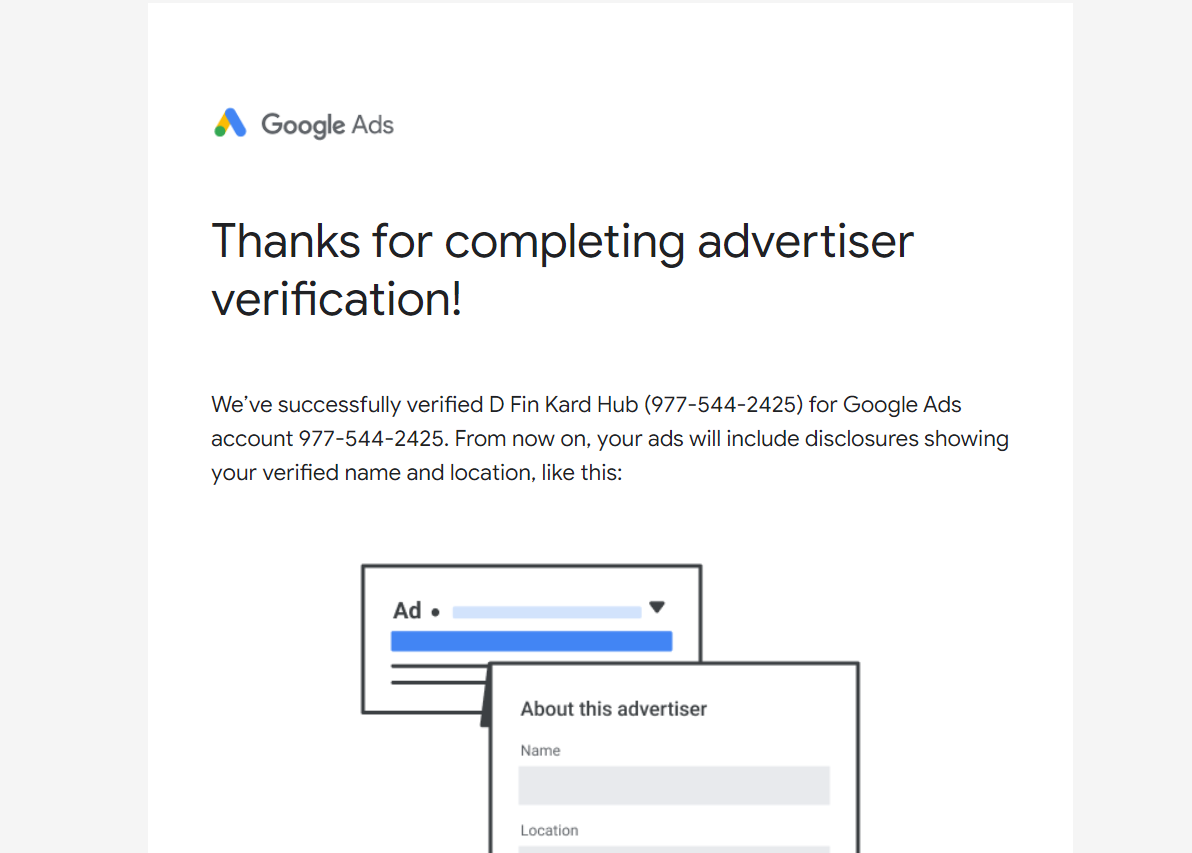 Google Ads
Thanks for completing advertiser
verification!
We’ve successfully verified D Fin Kard Hub (977-544-2425) for Google Ads
account 977-544-2425. From now on, your ads will include disclosures showing
your verified name and location, like this:
Ad •
About this advertiser
Name
Location